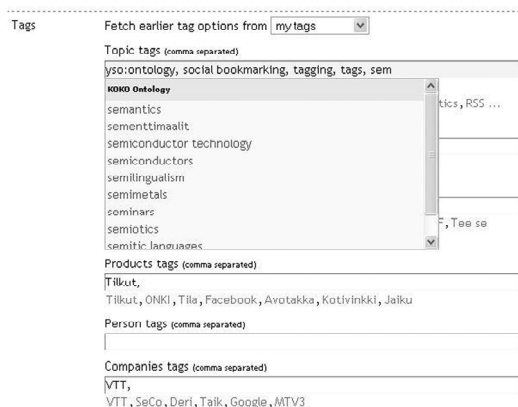 Tags
Fetch earlier tag options from my tags
Topic tags (comma separated)
yso:ontology, social bookmarking, tagging, tags, sem
KOKO Ontology
tics, RSS ...
semantics
sementtimaalit
semiconductor technology
semiconductors
semilingualism
semimetals
seminars
semiotics
F, Tee se
semitic languages
Products tags (comma separated)
Tilkut,
Tilkut, ONKI, Tila, Facebook, Avotakka, Kotivinkki, Jaiku
Person tags (comma separated)
Companies tags (comma separated)
VTT,
VTT, SeCo, Deri, Taik, Google, MTV3